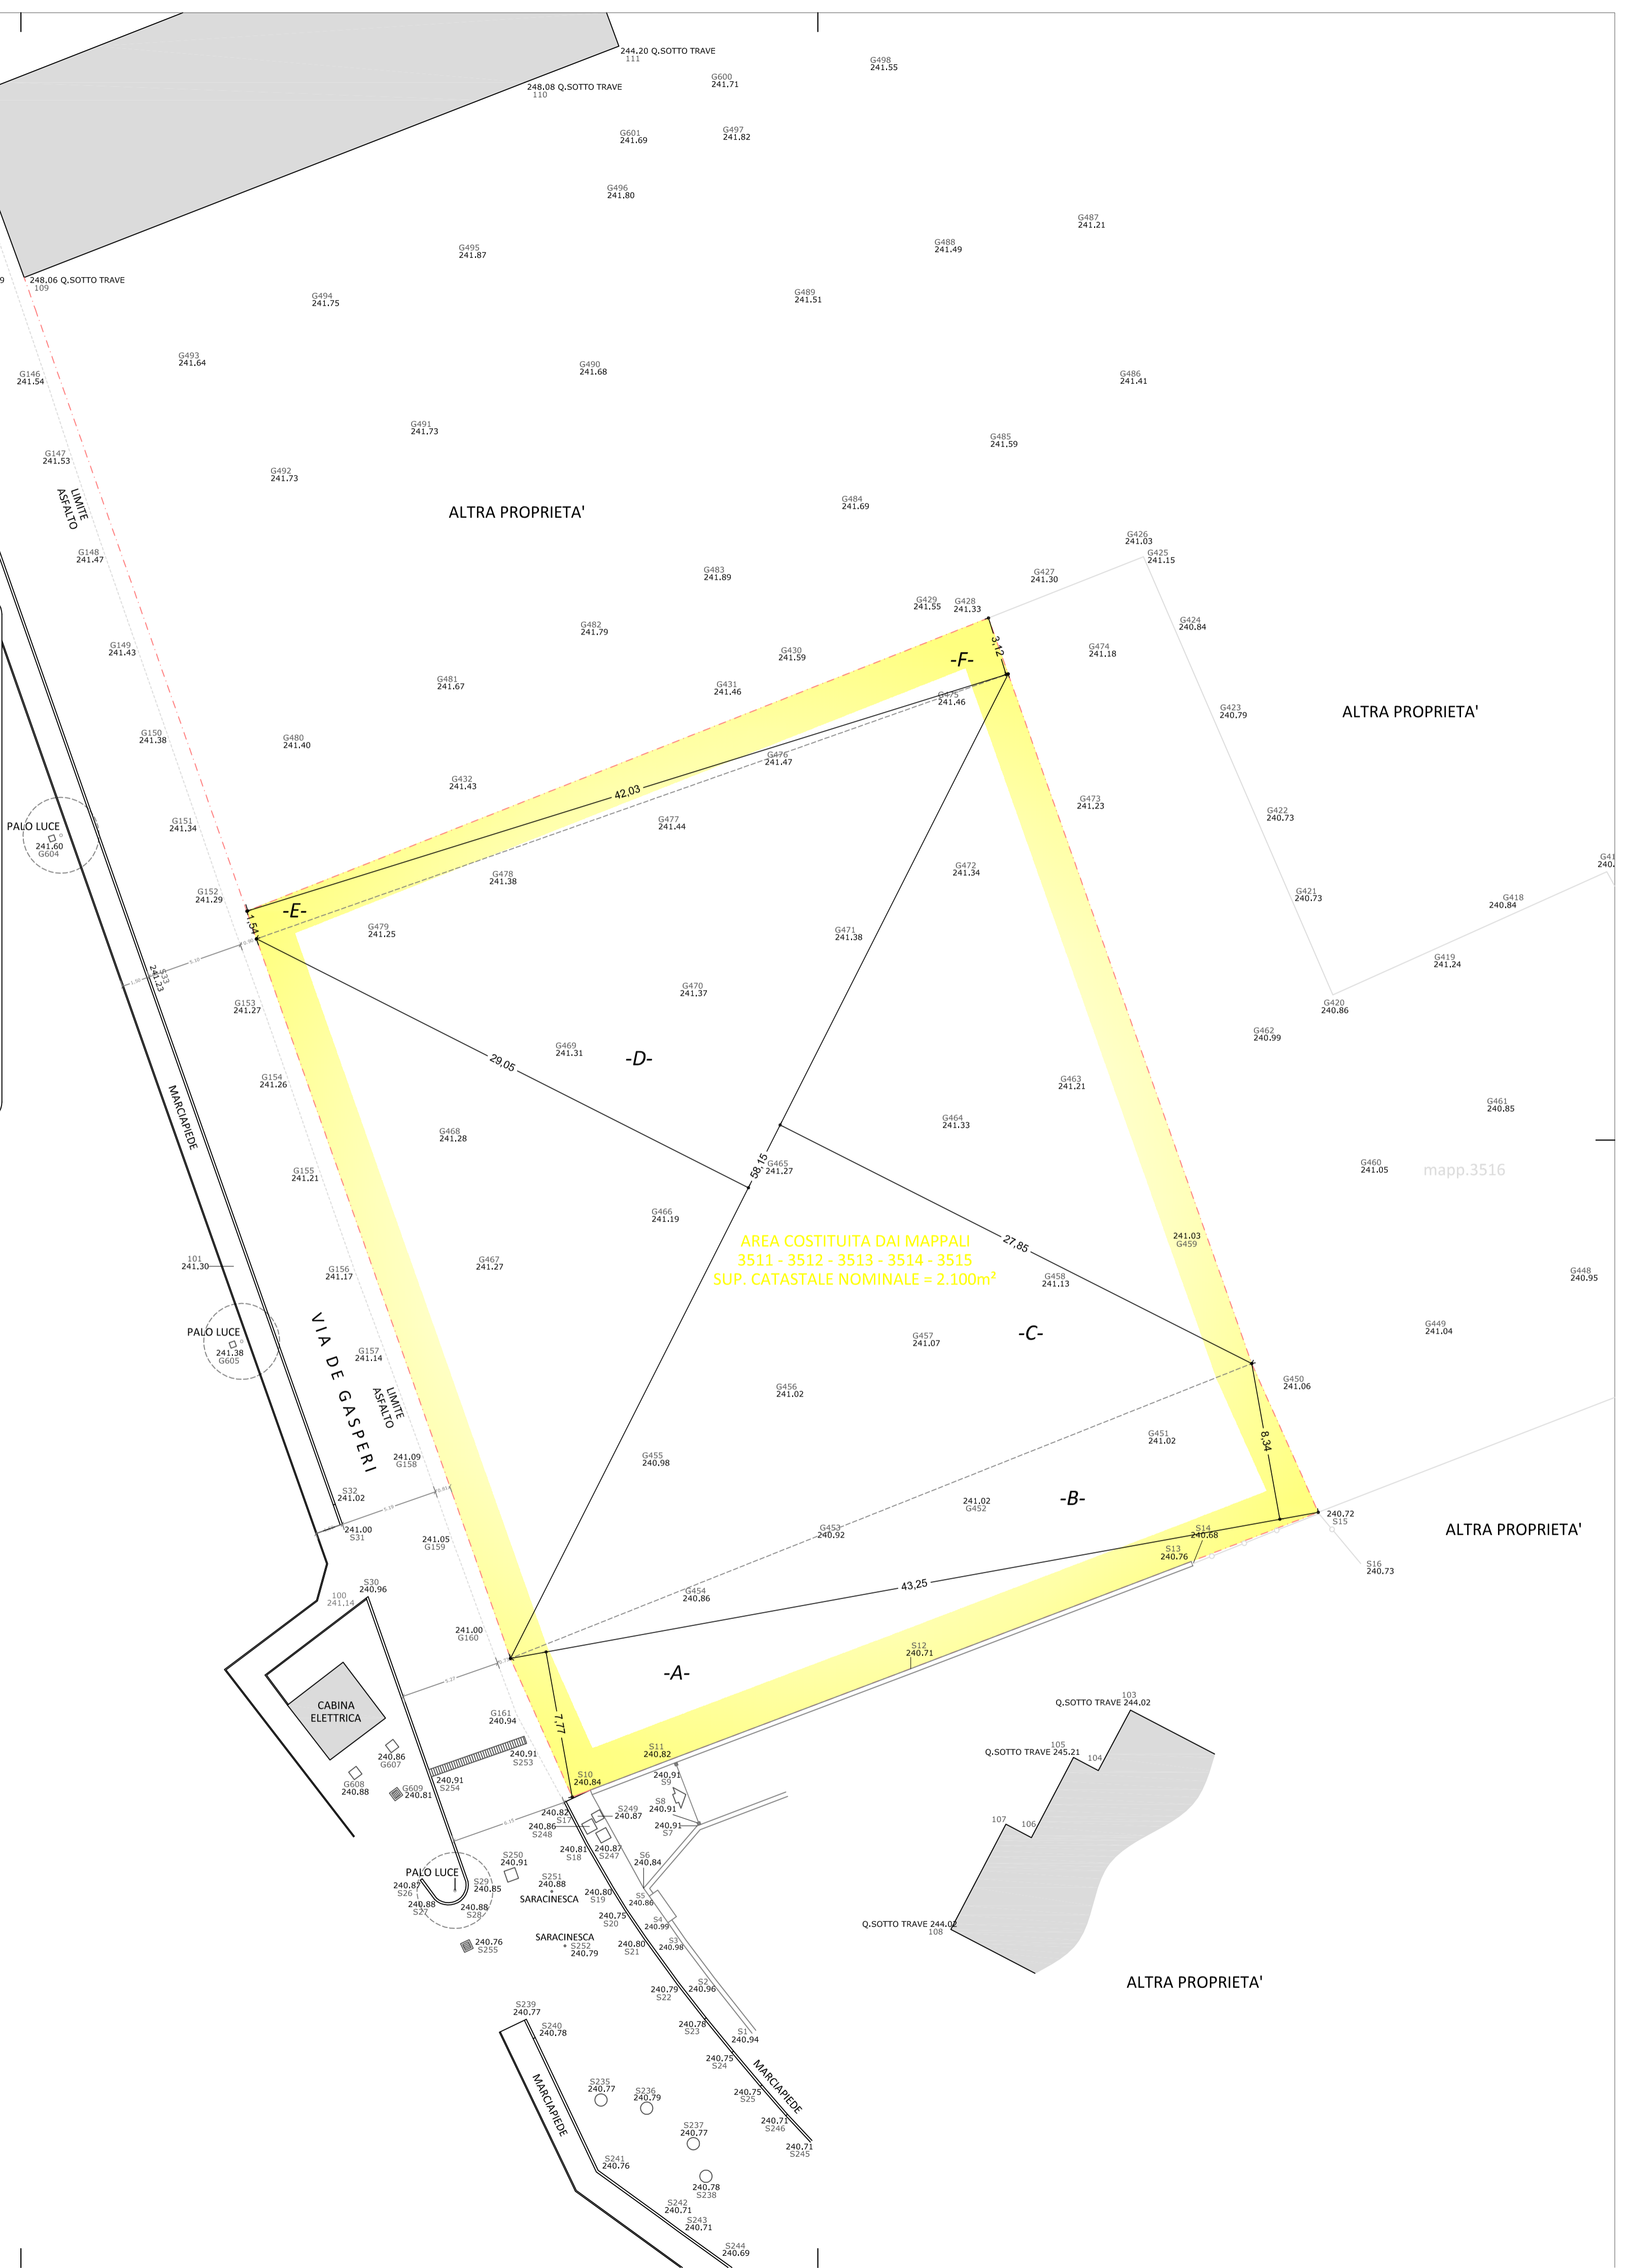 244.20 Q.SOTTO TRAVE
111
248.08 Q.SOTTO TRAVE
110
G600
241.71
G498
241.55
G601
241.69
G497
241.82
G496
241.80
G495
241.87
G488
241.49
G487
241.21
9
248.06 Q.SOTTO TRAVE
109
G494
241.75
G489
241.51
G493
241.64
G146
241.54
G490
241.68
G486
241.41
G491
241.73
G485
241.59
G147
241.53
G492
241.73
LIMITE
ASFALTO
G484
241.69
ALTRA PROPRIETA'
G148
241.47
G426
241.03
G425
241.15
G483
241.89
G427
241.30
G429
241.55
G428
241.33
G424
240.84
G482
241.79
G149
241.43
G430
241.59
3,12
-F-
G474
241.18
G481
241.67
G431
241.46
G475
241.46
G423
240.79
ALTRA PROPRIETA'
G150
241.38
G480
241.40
G476
241.47
G432
241.43
42,03
G473
241.23
PALO LUCE
241.60
G604
G151
241.34
G477
241.44
G422
240.73
G478
241.38
G472
241.34
G41
240.
G152
241.29
-E-
1,54
G421
240.73
G418
240.84
G479
241.25
G471
241.38
0,90
5,10
1,50
S33
241.23
G419
241.24
G153
241.27
G470
241.37
G420
240.86
G469
241.31
-D-
29,05
G462
240.99
G154
241.26
G463
241.21
MARCIAPIEDE
G468
241.28
G464
241.33
G461
240.85
G155
241.21
58,15
G465
241.27
G460
241.05
mapp.3516
G466
241.19
AREA COSTITUITA DAI MAPPALI
3511 - 3512 - 3513 - 3514 - 3515
SUP. CATASTALE NOMINALE = 2.100m²
27,85
241.03
G459
101
241.30
G156
241.17
G467
241.27
G458
241.13
G448
240.95
PALO LUCE
241.38
G605
VIA DE GASPERI
G157
241.14
G457
241.07
-C-
G449
241.04
LIMITE
ASFALTO
G456
241.02
G450
241.06
241.09
G158
G455
240.98
G451
241.02
8,34
S32
241.02
5,19
0,91
241.02
G452
-B-
241.00
S31
241.05
G159
G453
240.92
S14
240.68
240.72
S15
ALTRA PROPRIETA'
S13
240.76
S16
240.73
S30
240.96
100
241.14
G454
240.86
43,25
241.00
G160
S12
240.71
5,27
-A-
CABINA
ELETTRICA
G161
240.94
7,77
103
Q.SOTTO TRAVE 244.02
240.86
G607
240.91
S253
S11
240.82
105
Q.SOTTO TRAVE 245.21
104
G608
240.88
G609
240.81
240.91
S254
S10
240.84
240.91
S9
S8
240.91
240.82
S17
S249
240.87
240.86
S248
240.91
S7
6,15
107
106
240.81
S18
240.87
S247
S6
240.84
PALO LUCE
240.87
S26
S29
240.85
S250
240.91
S251
240.88
SARACINESCA
240.80
S19
S5
240.86
240.88
S27
240.88
S28
240.75
S20
S4
240.99
Q.SOTTO TRAVE 244.02
108
240.76
S255
SARACINESCA
S252
240.79
240.80
S21
S3
240.98
ALTRA PROPRIETA'
240.79
S22
S2
240.96
S239
240.77
240.78
S23
S1
240.94
S240
240.78
240.75
S24
MARCIAPIEDE
MARCIAPIEDE
S235
240.77
S236
240.79
240.75
S25
240.71
S246
S237
240.77
240.71
S245
S241
240.76
240.78
S238
S242
240.71
S243
240.71
S244
240.69